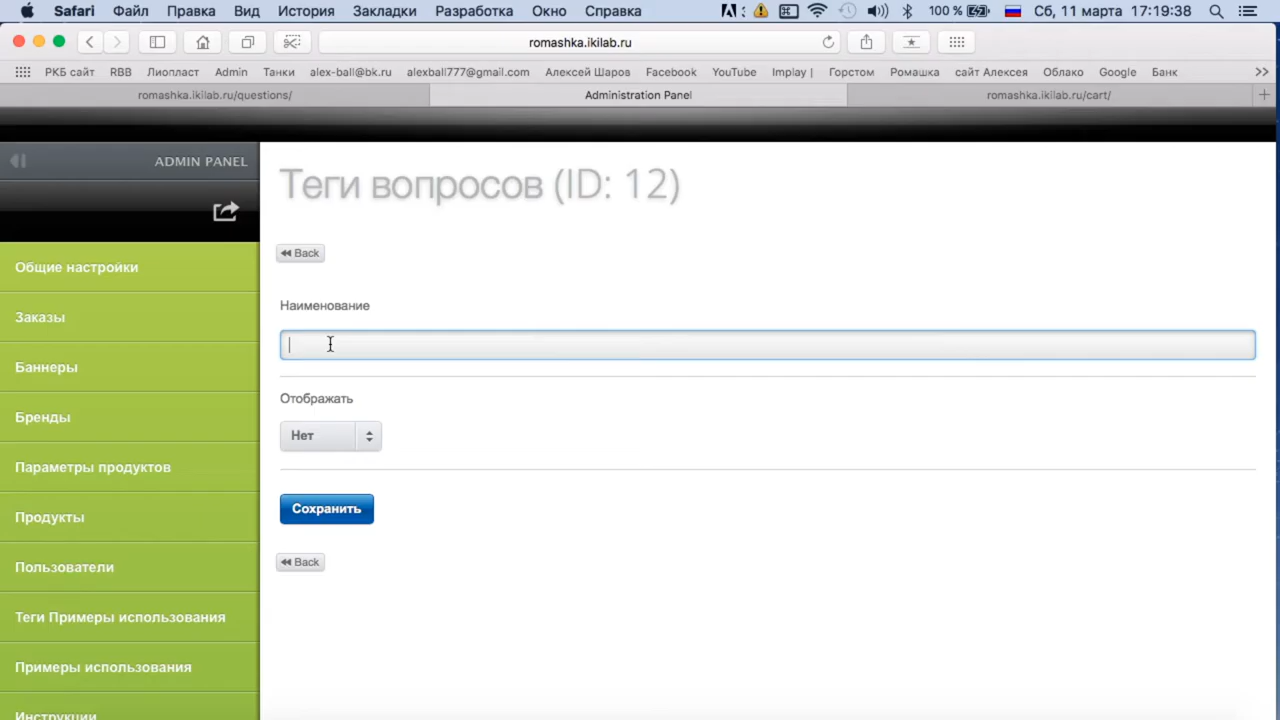 Safari Файл Правка Вид История Закладки Разработка Окно Справка 100 % Сб, 11 марта 17:19:38
romashka.ikilab.ru
РКБ сайт RBB Лиопласт Admin Танки alex-ball@bk.ru alexball777@gmail.com Алексей Шаров Facebook YouTube Implay | Горстом Ромашка сайт Алексея Облако Google Банк
romashka.ikilab.ru/questions/ Administration Panel romashka.ikilab.ru/cart/
ADMIN PANEL
Теги вопросов (ID: 12)
Back
Общие настройки
Наименование
Заказы
Баннеры
Отображать
Бренды
Нет
Параметры продуктов
Сохранить
Продукты
Back
Пользователи
Теги Примеры использования
Примеры использования
Инструкции